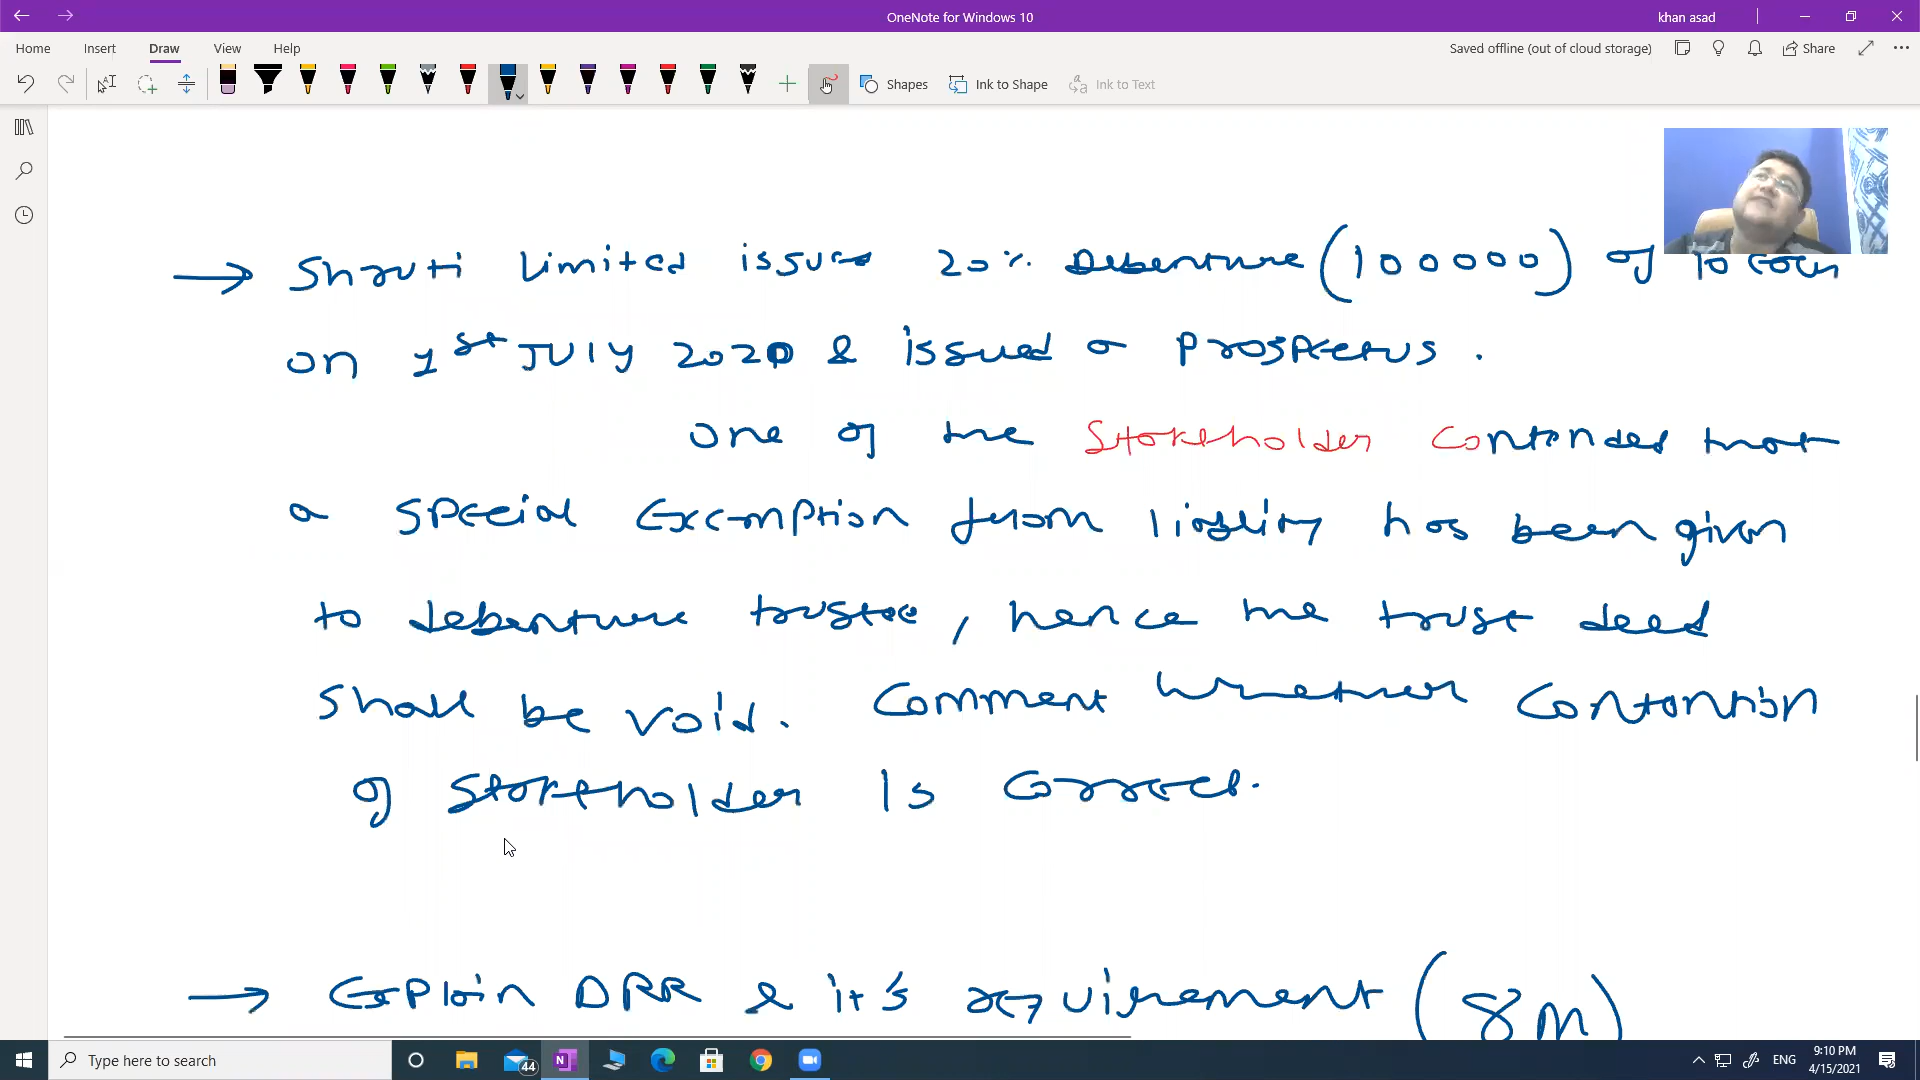 OneNote for Windows 10
khan asad
Home Insert Draw View Help
Saved offline (out of cloud storage)
Share
Shapes
Ink to Shape
Ink to Text
→ Shruti Limited issues 20% Debenture (100000) of 10 each
on 1st JULY 2020 & issued a Prospectus.
One of the Stakeholder Contended that
a special Exemption from liability has been given
to debenture trustee, hence the trust deed
shall be void. Comment whether Contention
of Stakeholder is correct.
→ Explain DRR & it's requirement (8M)
Type here to search
44
ENG
9:10 PM
4/15/2021